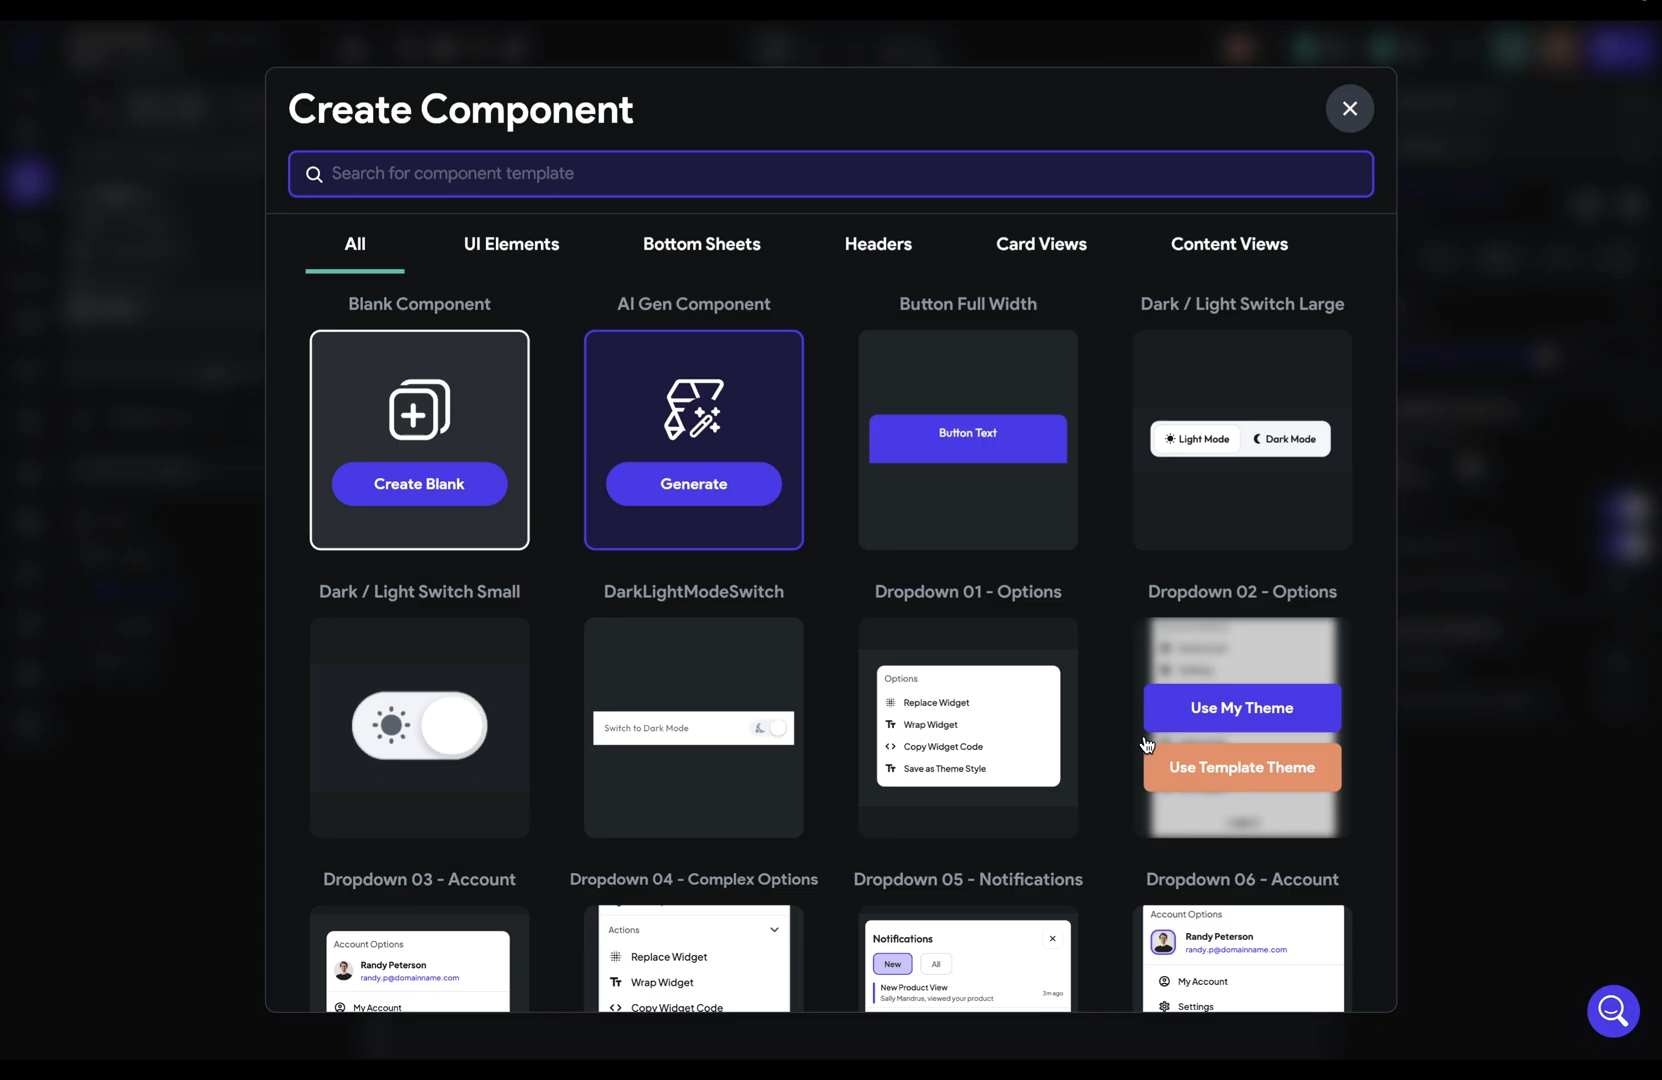 Create Component
Search for component template
All UI Elements Bottom Sheets Headers Card Views Content Views
Blank Component AI Gen Component Button Full Width Dark / Light Switch Large
Button Text
Light Mode Dark Mode
Create Blank Generate
Dark / Light Switch Small DarkLightModeSwitch Dropdown 01 - Options Dropdown 02 - Options
Options
Replace Widget
Wrap Widget
Copy Widget Code
Save as Theme Style
Switch to Dark Mode
Use My Theme
Use Template Theme
Dropdown 03 - Account Dropdown 04 - Complex Options Dropdown 05 - Notifications Dropdown 06 - Account
Account Options
Randy Peterson
randy.p@domainname.com
My Account
Actions
Replace Widget
Wrap Widget
Copy Widget Code
Notifications
New All
New Product View
Sally Mandrus, viewed your product 3m ago
Account Options
Randy Peterson
randy.p@domainname.com
My Account
Settings